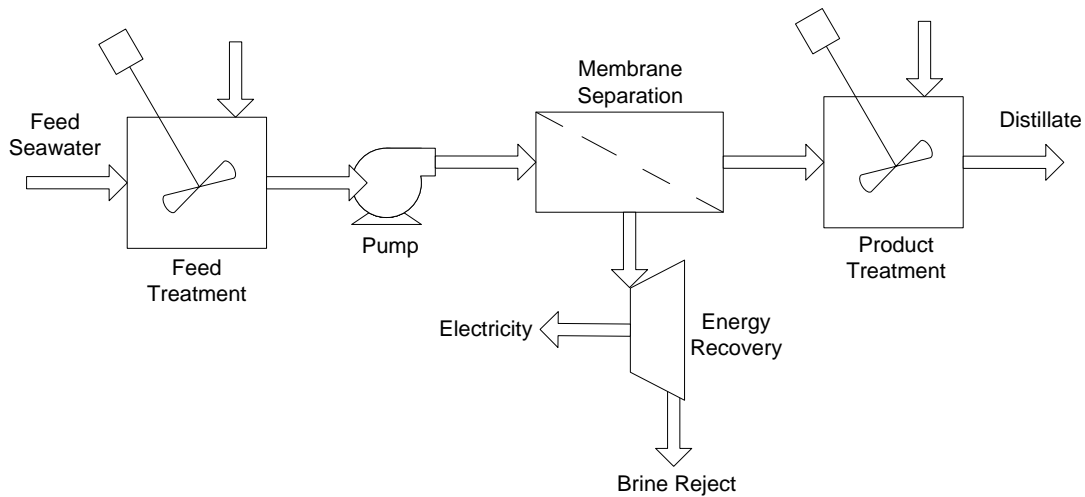 Feed
Seawater
Feed
Treatment
Pump
Membrane
Separation
Product
Treatment
Distillate
Electricity
Energy
Recovery
Brine Reject